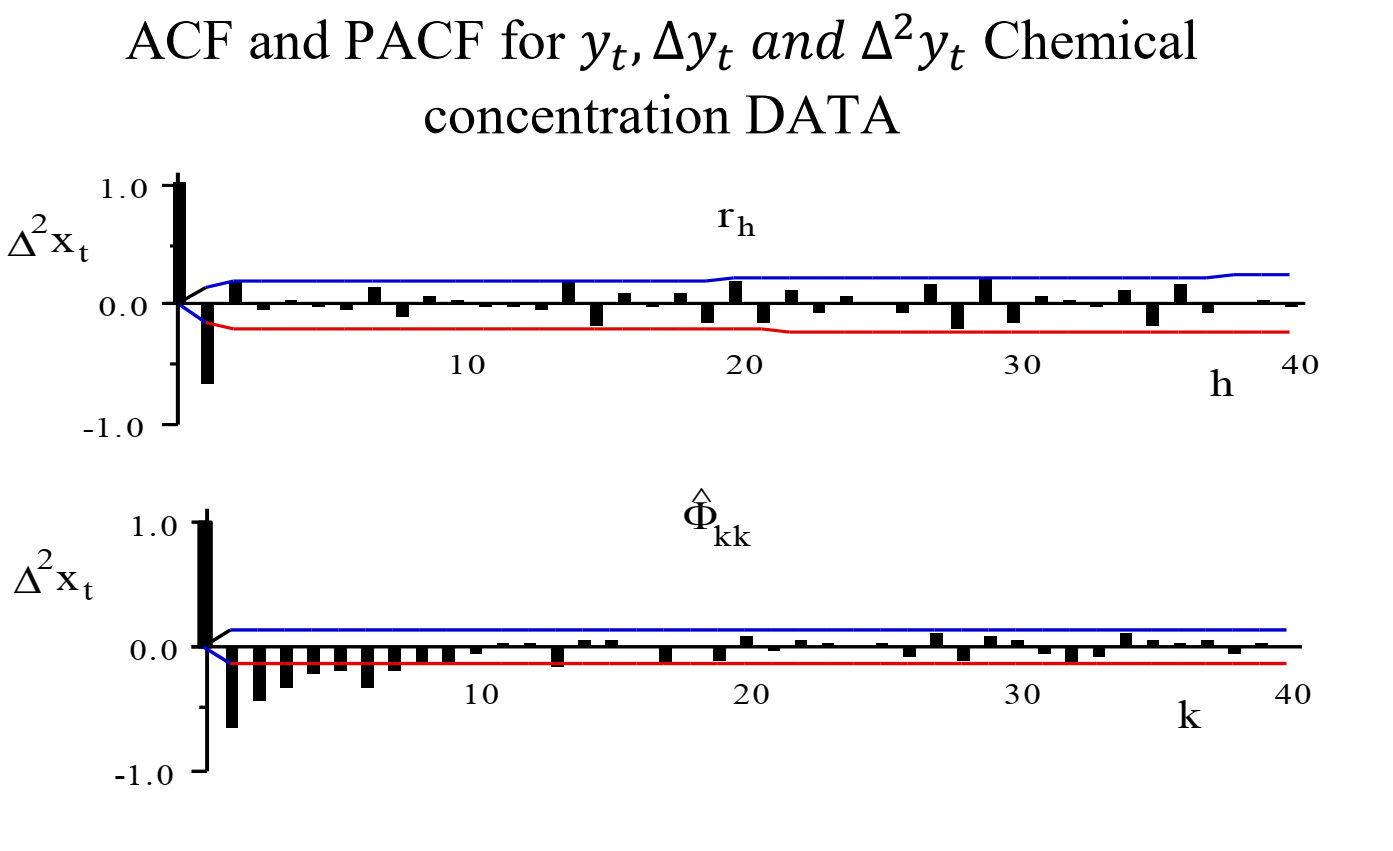 ACF and PACF for yₜ, Δyₜ and Δ²yₜ Chemical
concentration DATA
1.0
rₕ
Δ²xₜ
0.0
10 20 30 40
h
-1.0
Φ̂ₖₖ
1.0
Δ²xₜ
0.0
10 20 30 40
k
-1.0